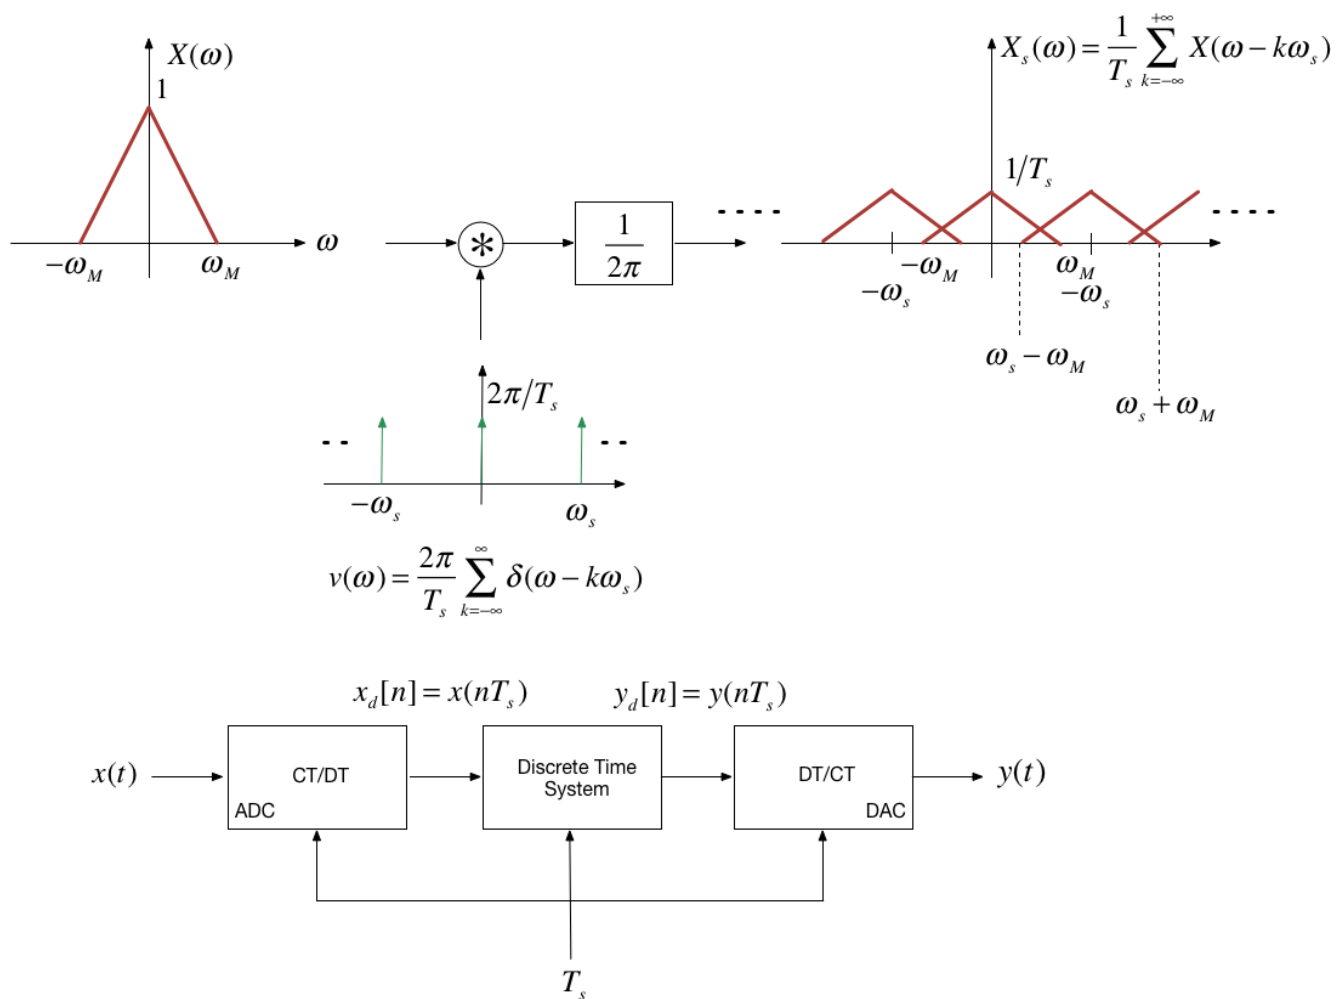 X(ω)
1
−ω_M
ω_M
ω
*
1/2π
X_s(ω) = 1/T_s ∑_{k=−∞}^{+∞} X(ω − kω_s)
1/T_s
−ω_M
ω_M
−ω_s
−ω_s
ω_s − ω_M
ω_s + ω_M
2π/T_s
−ω_s
ω_s
v(ω) = 2π/T_s ∑_{k=−∞}^{∞} δ(ω − kω_s)
x_d[n] = x(nT_s)
y_d[n] = y(nT_s)
x(t)
CT/DT
ADC
Discrete Time
System
DT/CT
DAC
y(t)
T_s